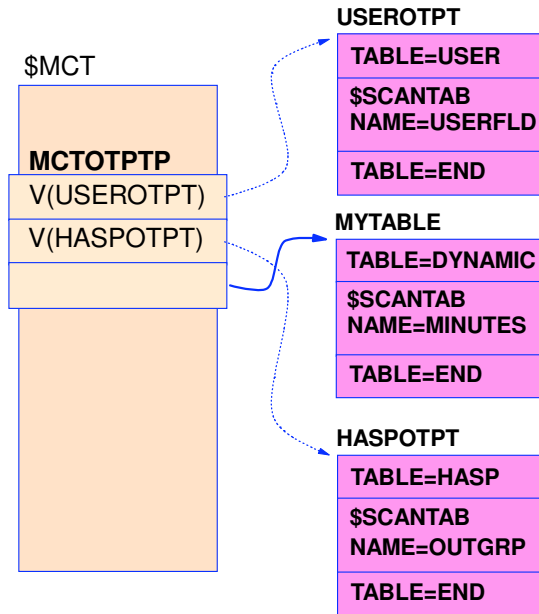 $MCT
MCTOTPTP
V(USEROTPT)
V(HASPOTPT)
USEROTPT
TABLE=USER
$SCANTAB
NAME=USERFLD
TABLE=END
MYTABLE
TABLE=DYNAMIC
$SCANTAB
NAME=MINUTES
TABLE=END
HASPOTPT
TABLE=HASP
$SCANTAB
NAME=OUTGRP
TABLE=END